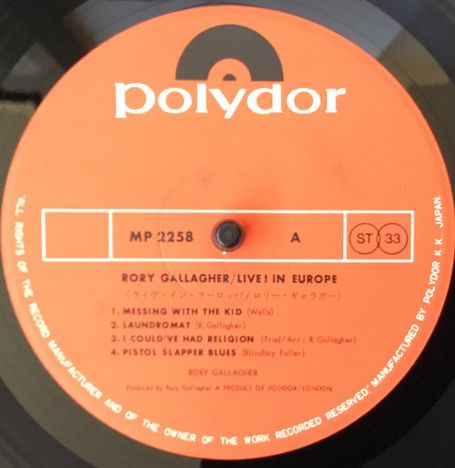 polydor
MP 2258 A ST 33
RORY GALLAGHER/LIVE! IN EUROPE
(ライヴ・イン・ヨーロッパ/ロリー・ギャラガー)
1. MESSING WITH THE KID (Wells)
2. LAUNDROMAT (R. Gallagher)
3. I COULD'VE HAD RELIGION (Trad/Arr.; R. Gallagher)
4. PISTOL SLAPPER BLUES (Blindboy Fuller)
RORY GALLAGHER
Produced by Rory Gallagher A PRODUCT OF POLYDOR/LONDON.
ALL RIGHTS OF THE RECORD MANUFACTURER AND OF THE OWNER OF THE WORK RECORDED RESERVED: MANUFACTURED BY POLYDOR K. K. JAPAN.